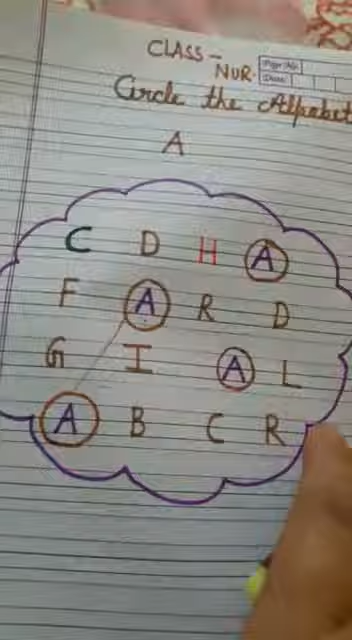 CLASS -
NUR.
Page No.
Date
Circle the Alphabet
A
C D H A
F A R D
G I A L
A B C R